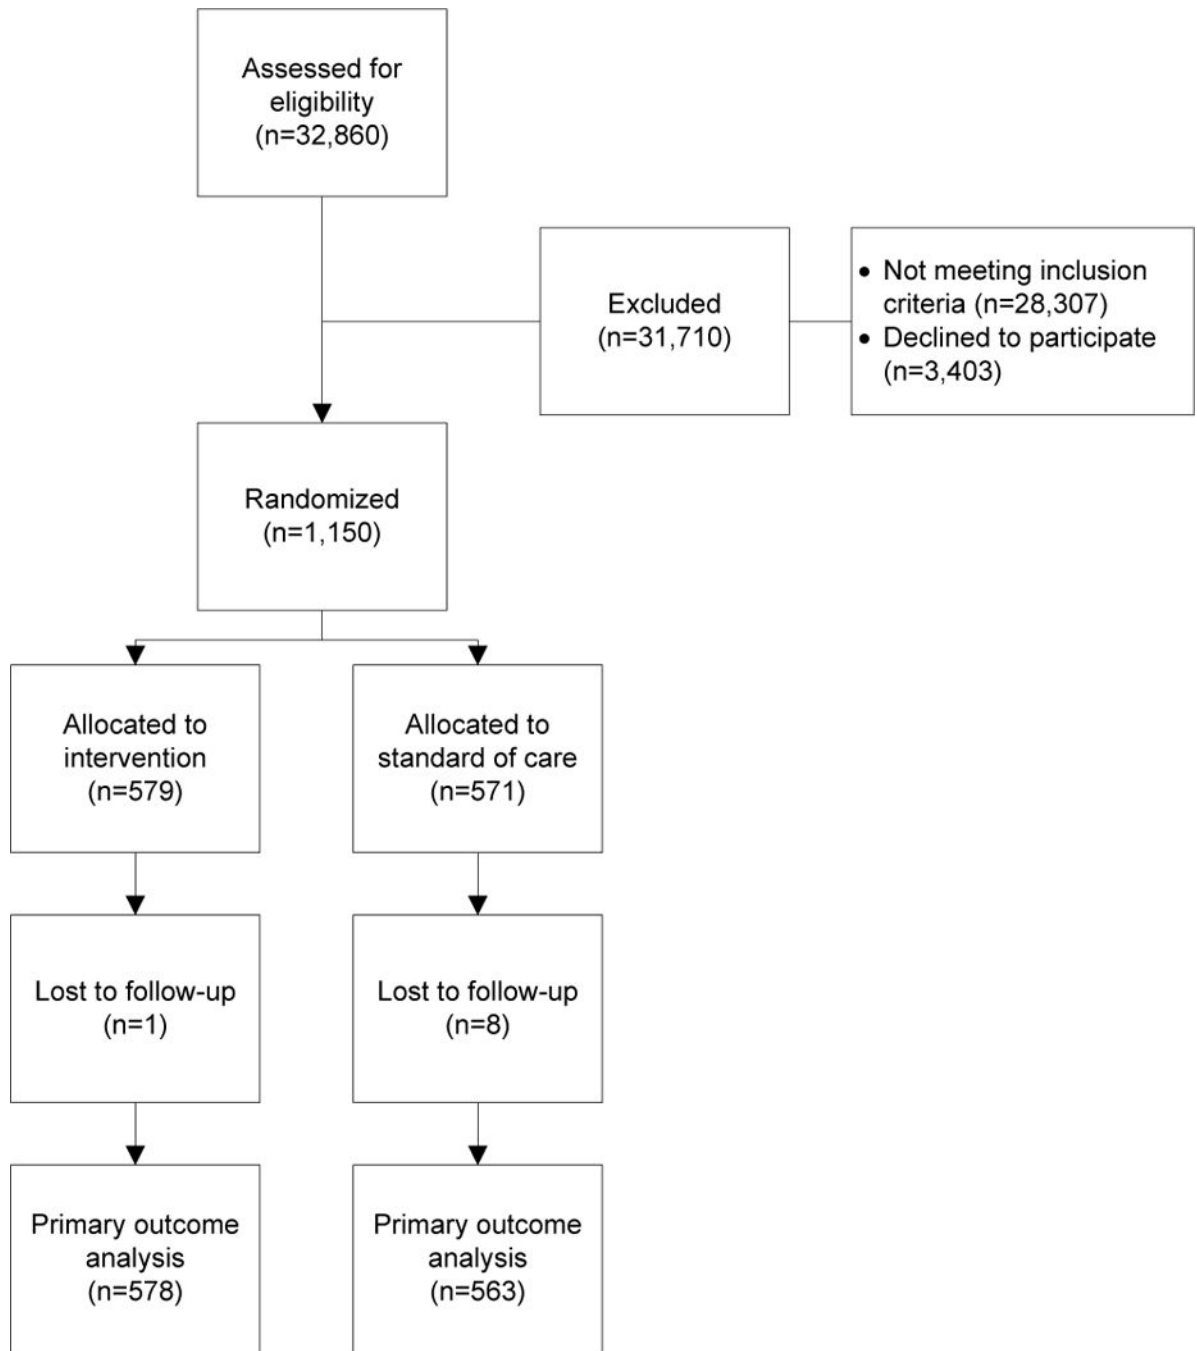 Assessed for
eligibility
(n=32,860)
Excluded
(n=31,710)
• Not meeting inclusion
criteria (n=28,307)
• Declined to participate
(n=3,403)
Randomized
(n=1,150)
Allocated to
intervention
(n=579)
Allocated to
standard of care
(n=571)
Lost to follow-up
(n=1)
Lost to follow-up
(n=8)
Primary outcome
analysis
(n=578)
Primary outcome
analysis
(n=563)